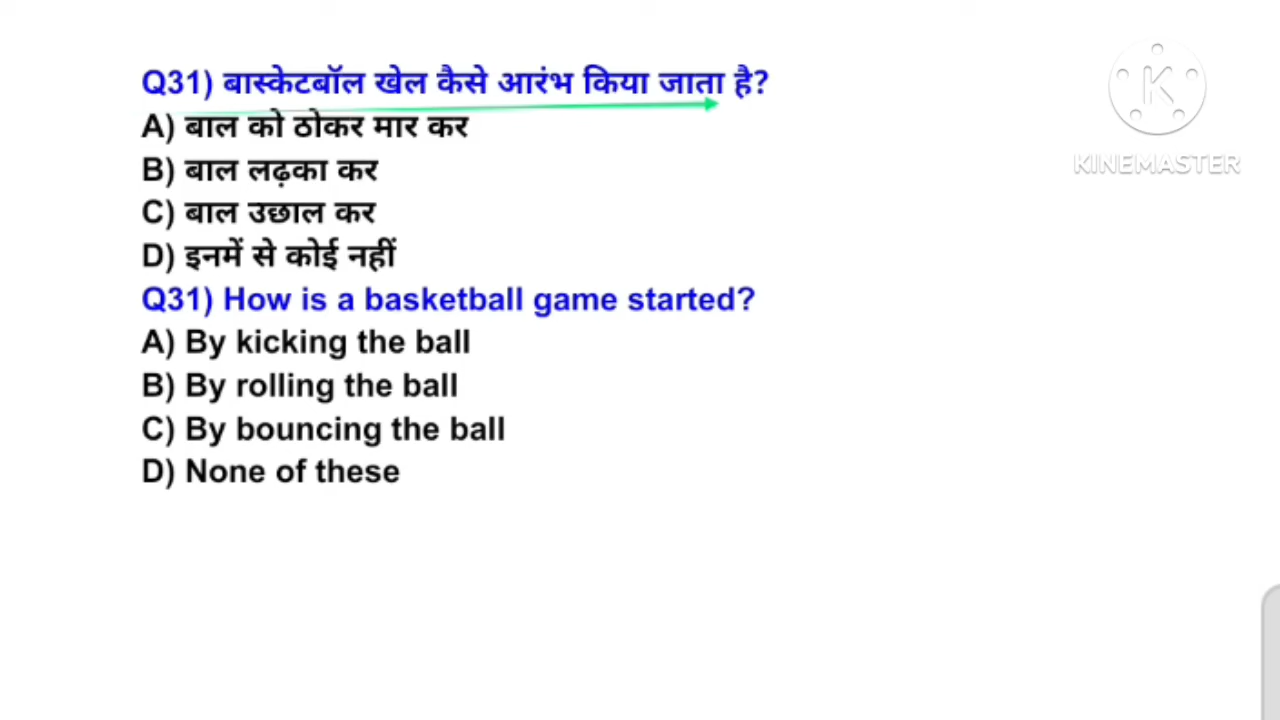 Q31) बास्केटबॉल खेल कैसे आरंभ किया जाता है?
A) बाल को ठोकर मार कर
B) बाल लढ़का कर
C) बाल उछाल कर
D) इनमें से कोई नहीं
Q31) How is a basketball game started?
A) By kicking the ball
B) By rolling the ball
C) By bouncing the ball
D) None of these
K
KINEMASTER